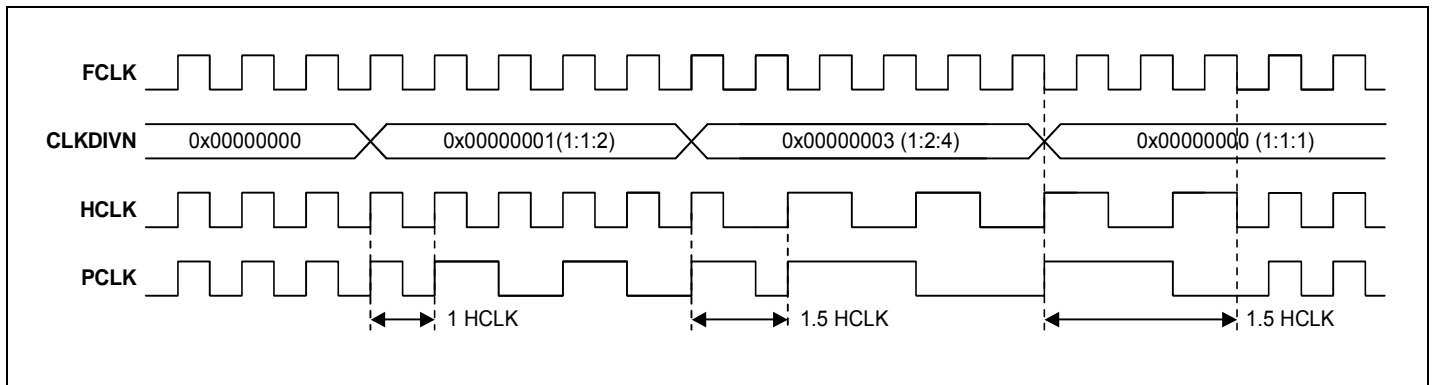 FCLK
CLKDIVN 0x00000000 0x00000001(1:1:2) 0x00000003 (1:2:4) 0x00000000 (1:1:1)
HCLK
PCLK
1 HCLK 1.5 HCLK 1.5 HCLK